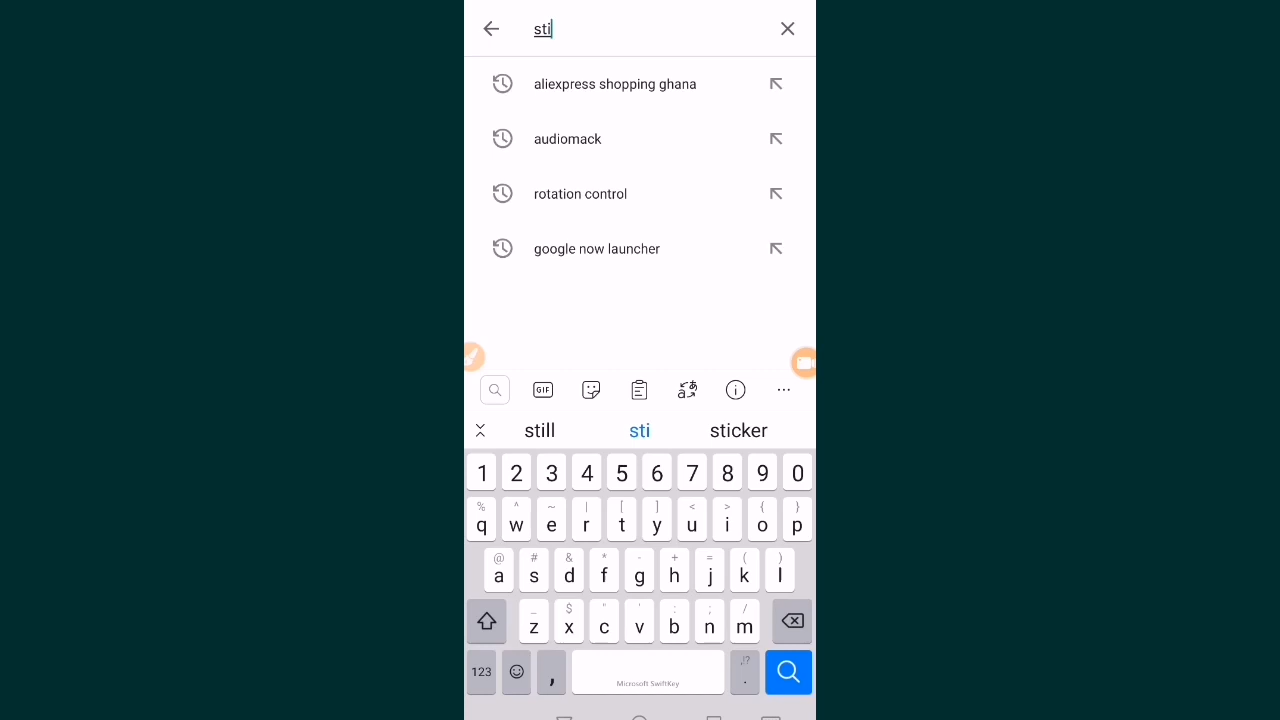 sti
aliexpress shopping ghana
audiomack
rotation control
google now launcher
GIF
still sti sticker
1 2 3 4 5 6 7 8 9 0
% ^ ~ | [ ] < > { }
q w e r t y u i o p
@ # & * - + = ( )
a s d f g h j k l
_ $ " ' : ; /
z x c v b n m
123 , Microsoft SwiftKey ,!? .